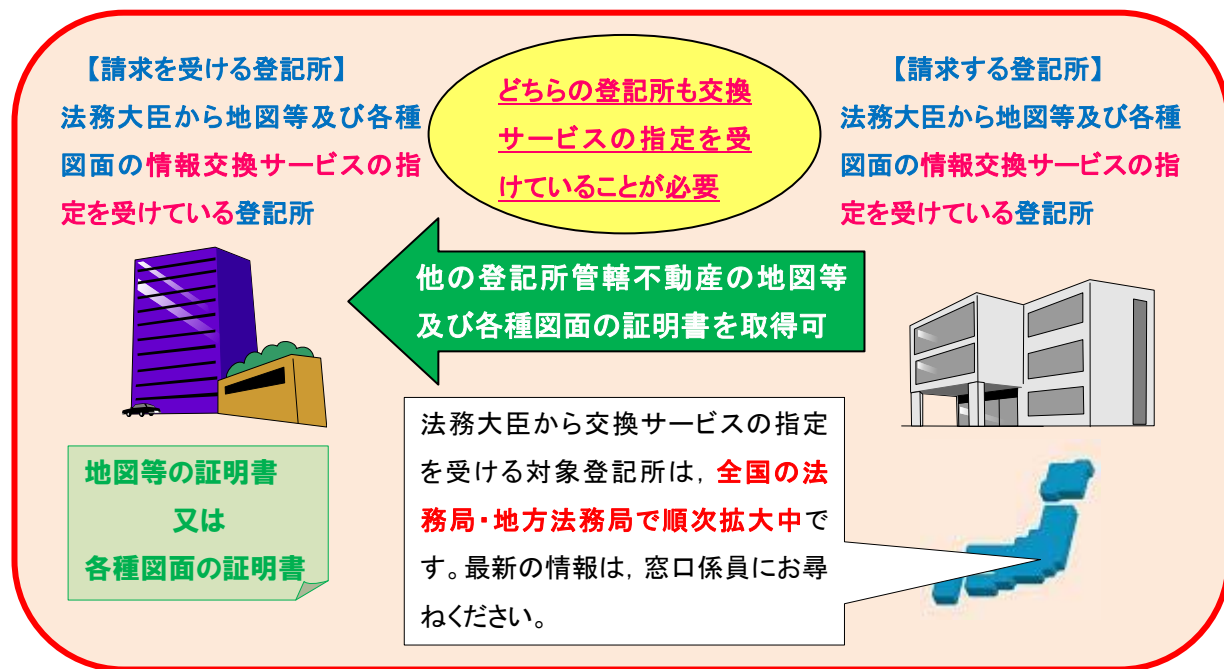 【請求を受ける登記所】
法務大臣から地図等及び各種
図面の情報交換サービスの指
定を受けている登記所
どちらの登記所も交換
サービスの指定を受
けていることが必要
【請求する登記所】
法務大臣から地図等及び各種
図面の情報交換サービスの指
定を受けている登記所
他の登記所管轄不動産の地図等
及び各種図面の証明書を取得可
地図等の証明書
又は
各種図面の証明書
法務大臣から交換サービスの指定
を受ける対象登記所は，全国の法
務局・地方法務局で順次拡大中で
す。最新の情報は，窓口係員にお尋
ねください。